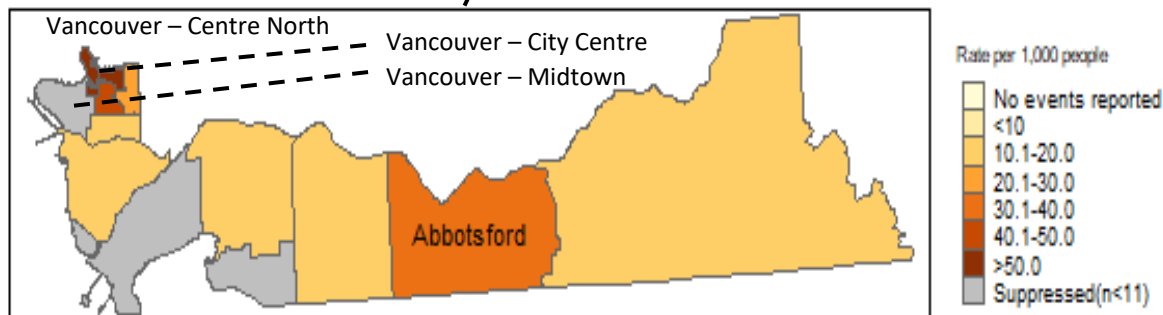 Vancouver – Centre North
Vancouver – City Centre
Vancouver – Midtown
Abbotsford
Rate per 1,000 people
No events reported
<10
10.1-20.0
20.1-30.0
30.1-40.0
40.1-50.0
>50.0
Suppressed(n<11)